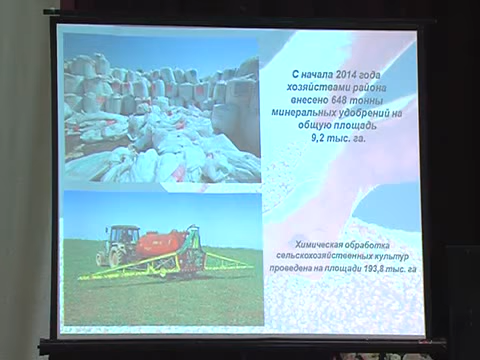 С начала 2014 года
хозяйствами района
внесено 648 тонны
минеральных удобрений на
общую площадь
9,2 тыс. га.
Химическая обработка
сельскохозяйственных культур
проведена на площади 193,8 тыс. га